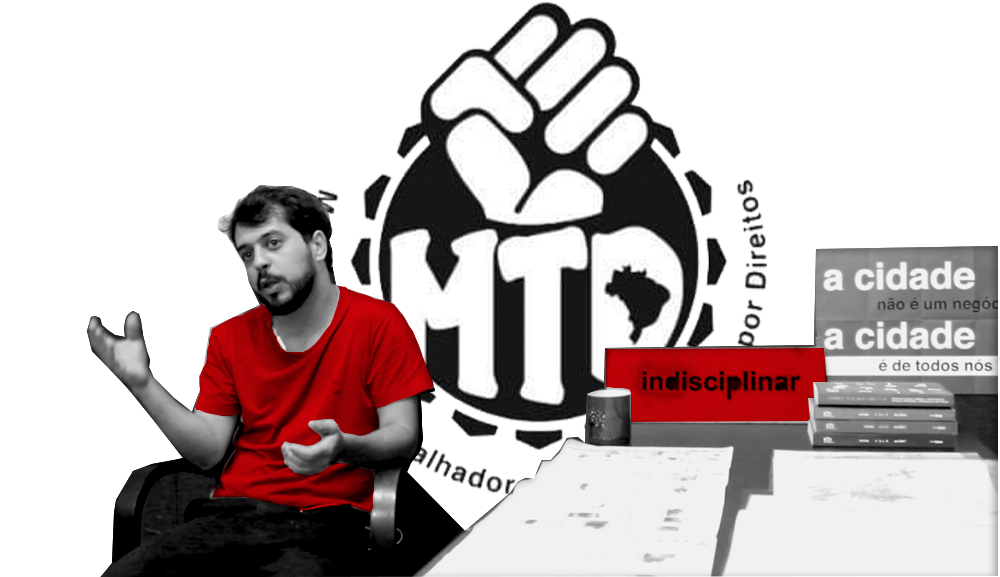 MTD
por Direitos
a cidade
não é um negóc
a cidade
é de todos nós
indisciplinar
alhador